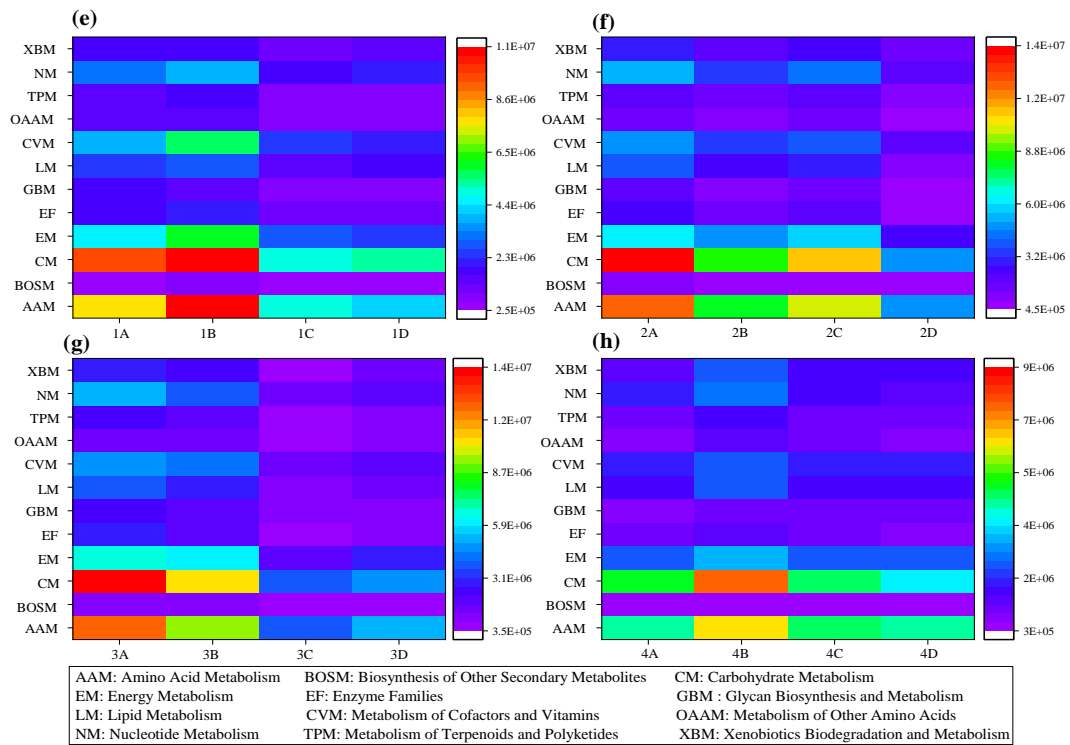 (e)
XBM
NM
TPM
OAAM
CVM
LM
GBM
EF
EM
CM
BOSM
AAM
1A 1B 1C 1D
1.1E+07
8.6E+06
6.5E+06
4.4E+06
2.3E+06
2.5E+05
(f)
XBM
NM
TPM
OAAM
CVM
LM
GBM
EF
EM
CM
BOSM
AAM
2A 2B 2C 2D
1.4E+07
1.2E+07
8.8E+06
6.0E+06
3.2E+06
4.5E+05
(g)
XBM
NM
TPM
OAAM
CVM
LM
GBM
EF
EM
CM
BOSM
AAM
3A 3B 3C 3D
1.4E+07
1.2E+07
8.7E+06
5.9E+06
3.1E+06
3.5E+05
(h)
XBM
NM
TPM
OAAM
CVM
LM
GBM
EF
EM
CM
BOSM
AAM
4A 4B 4C 4D
9E+06
7E+06
5E+06
3E+06
3E+05
AAM: Amino Acid Metabolism BOSM: Biosynthesis of Other Secondary Metabolites CM: Carbohydrate Metabolism
EM: Energy Metabolism EF: Enzyme Families GBM : Glycan Biosynthesis and Metabolism
LM: Lipid Metabolism CVM: Metabolism of Cofactors and Vitamins OAAM: Metabolism of Other Amino Acids
NM: Nucleotide Metabolism TPM: Metabolism of Terpenoids and Polyketides XBM: Xenobiotics Biodegradation and Metabolism